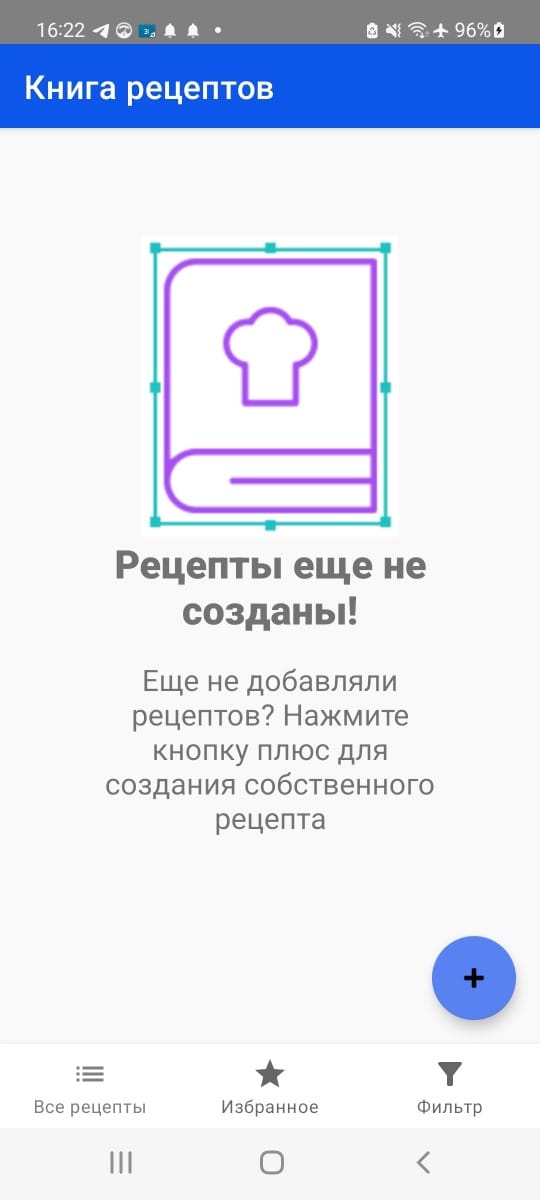 16:22
96%
Книга рецептов
Рецепты еще не
созданы!
Еще не добавляли
рецептов? Нажмите
кнопку плюс для
создания собственного
рецепта
+
Все рецепты
Избранное
Фильтр